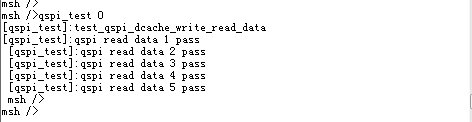 msh />
msh />qspi_test 0
[qspi_test]:test_qspi_dcache_write_read_data
[qspi_test]:qspi read data 1 pass
[qspi_test]:qspi read data 2 pass
[qspi_test]:qspi read data 3 pass
[qspi_test]:qspi read data 4 pass
[qspi_test]:qspi read data 5 pass
msh />
msh />